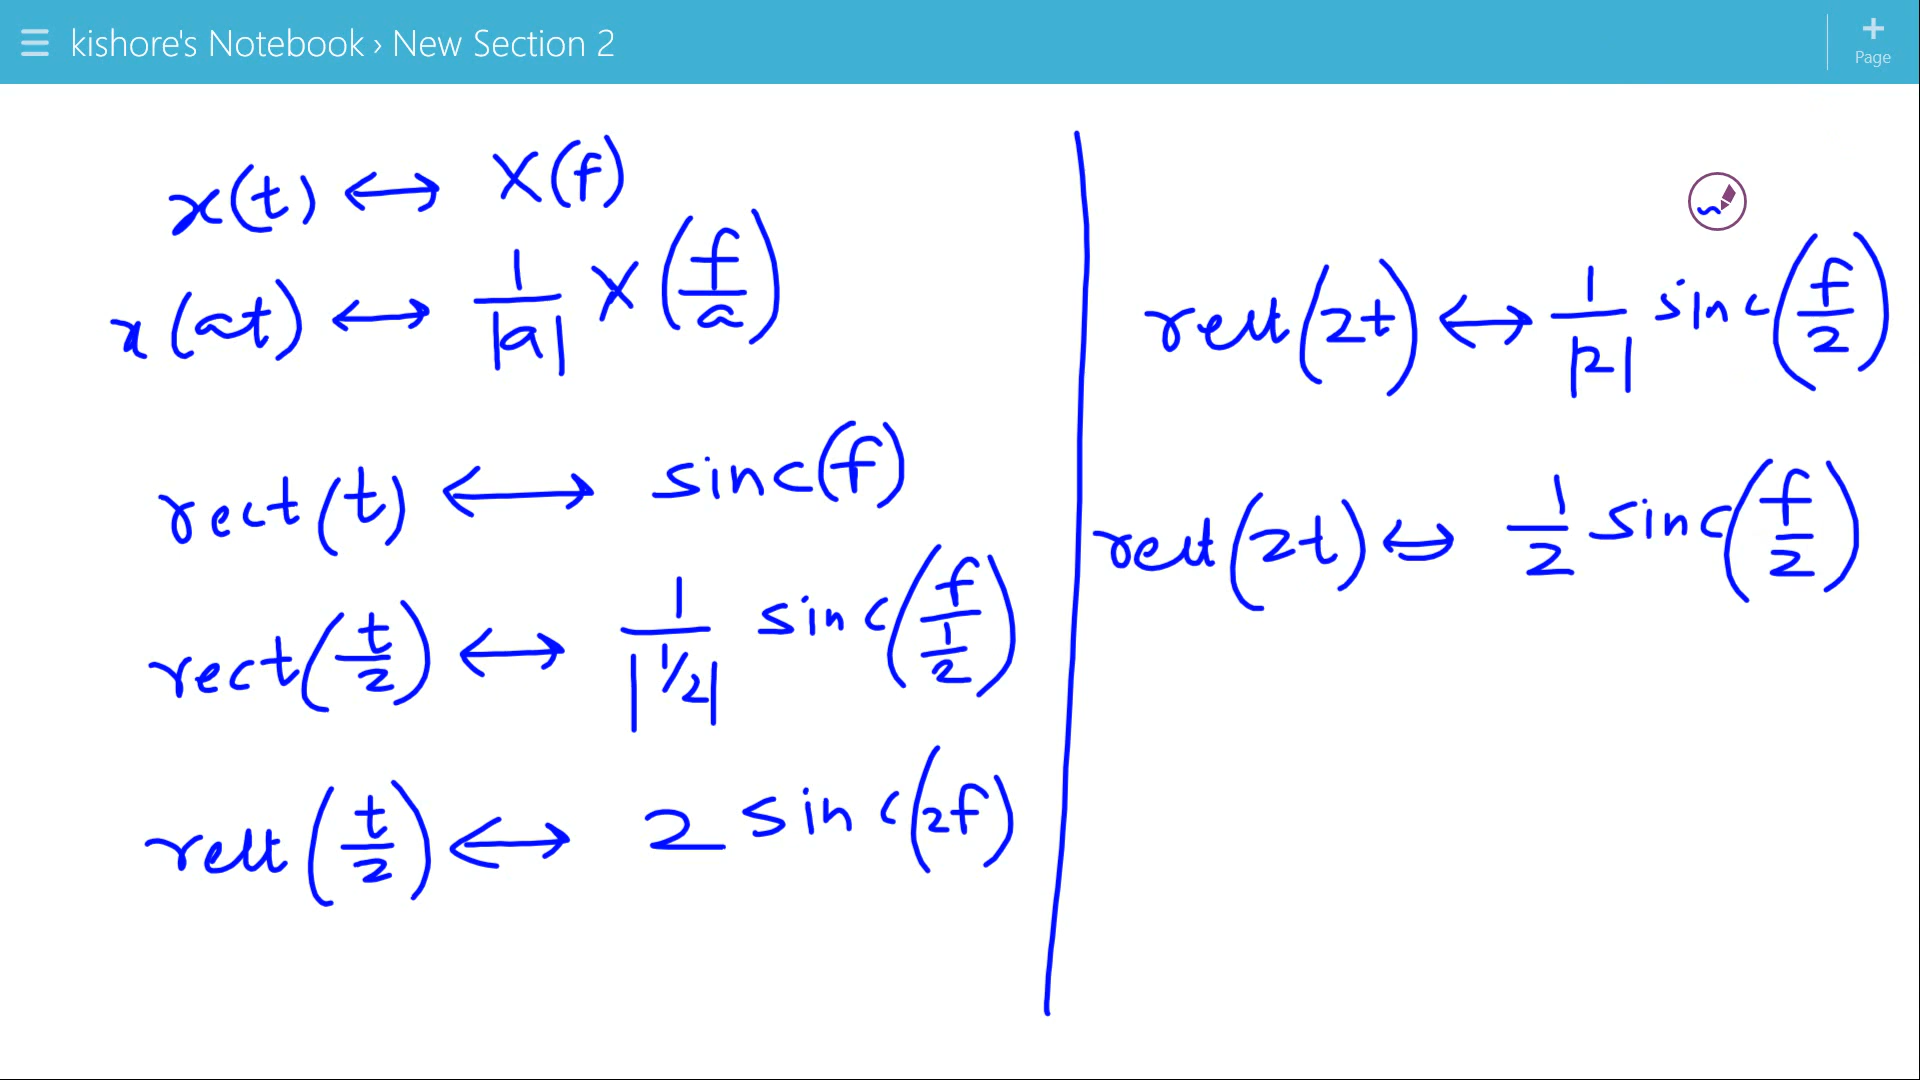 kishore's Notebook › New Section 2
Page
x(t) ↔ X(f)
x(at) ↔ 1/|a| X(f/a)
rect(t) ↔ sinc(f)
rect(t/2) ↔ 1/|1/2| sinc(f/(1/2))
rect(t/2) ↔ 2 sinc(2f)
rect(2t) ↔ 1/|2| sinc(f/2)
rect(2t) ↔ 1/2 sinc(f/2)